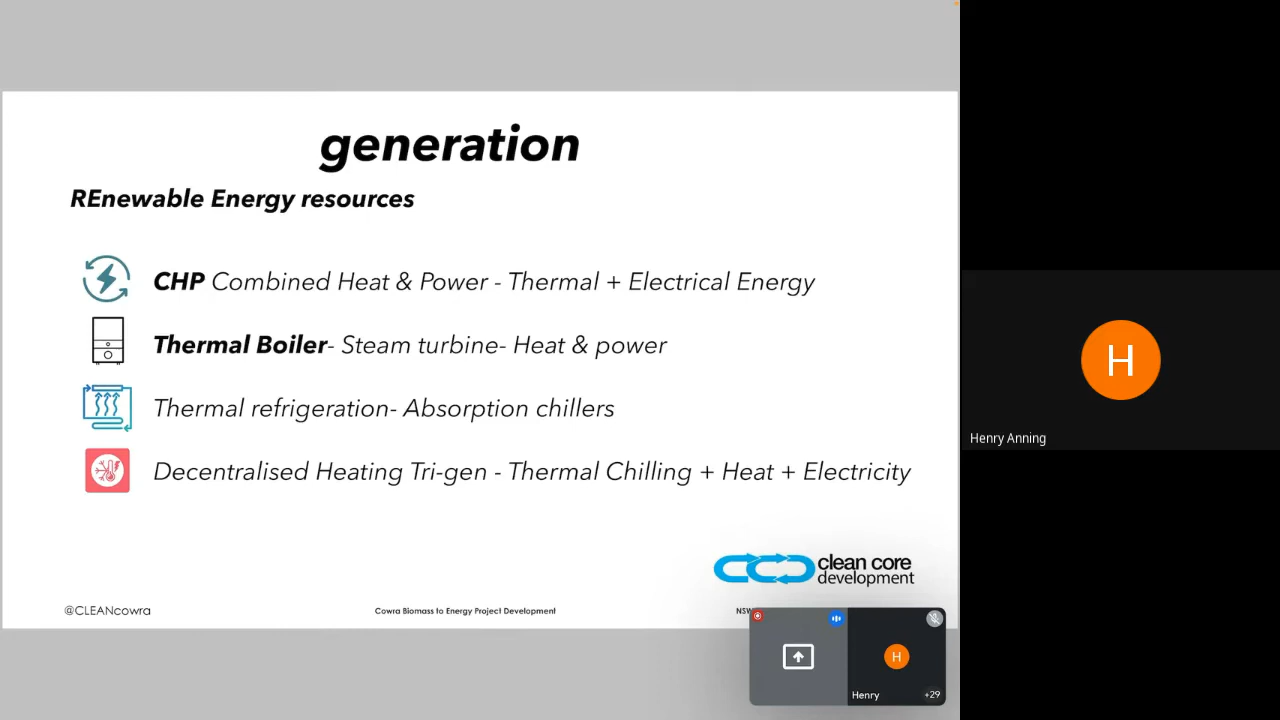 generation
REnewable Energy resources
CHP Combined Heat & Power - Thermal + Electrical Energy
Thermal Boiler- Steam turbine- Heat & power
Thermal refrigeration- Absorption chillers
Decentralised Heating Tri-gen - Thermal Chilling + Heat + Electricity
clean core
development
@CLEANcowra
Cowra Biomass to Energy Project Development
NSW
H
Henry
+29
H
Henry Anning